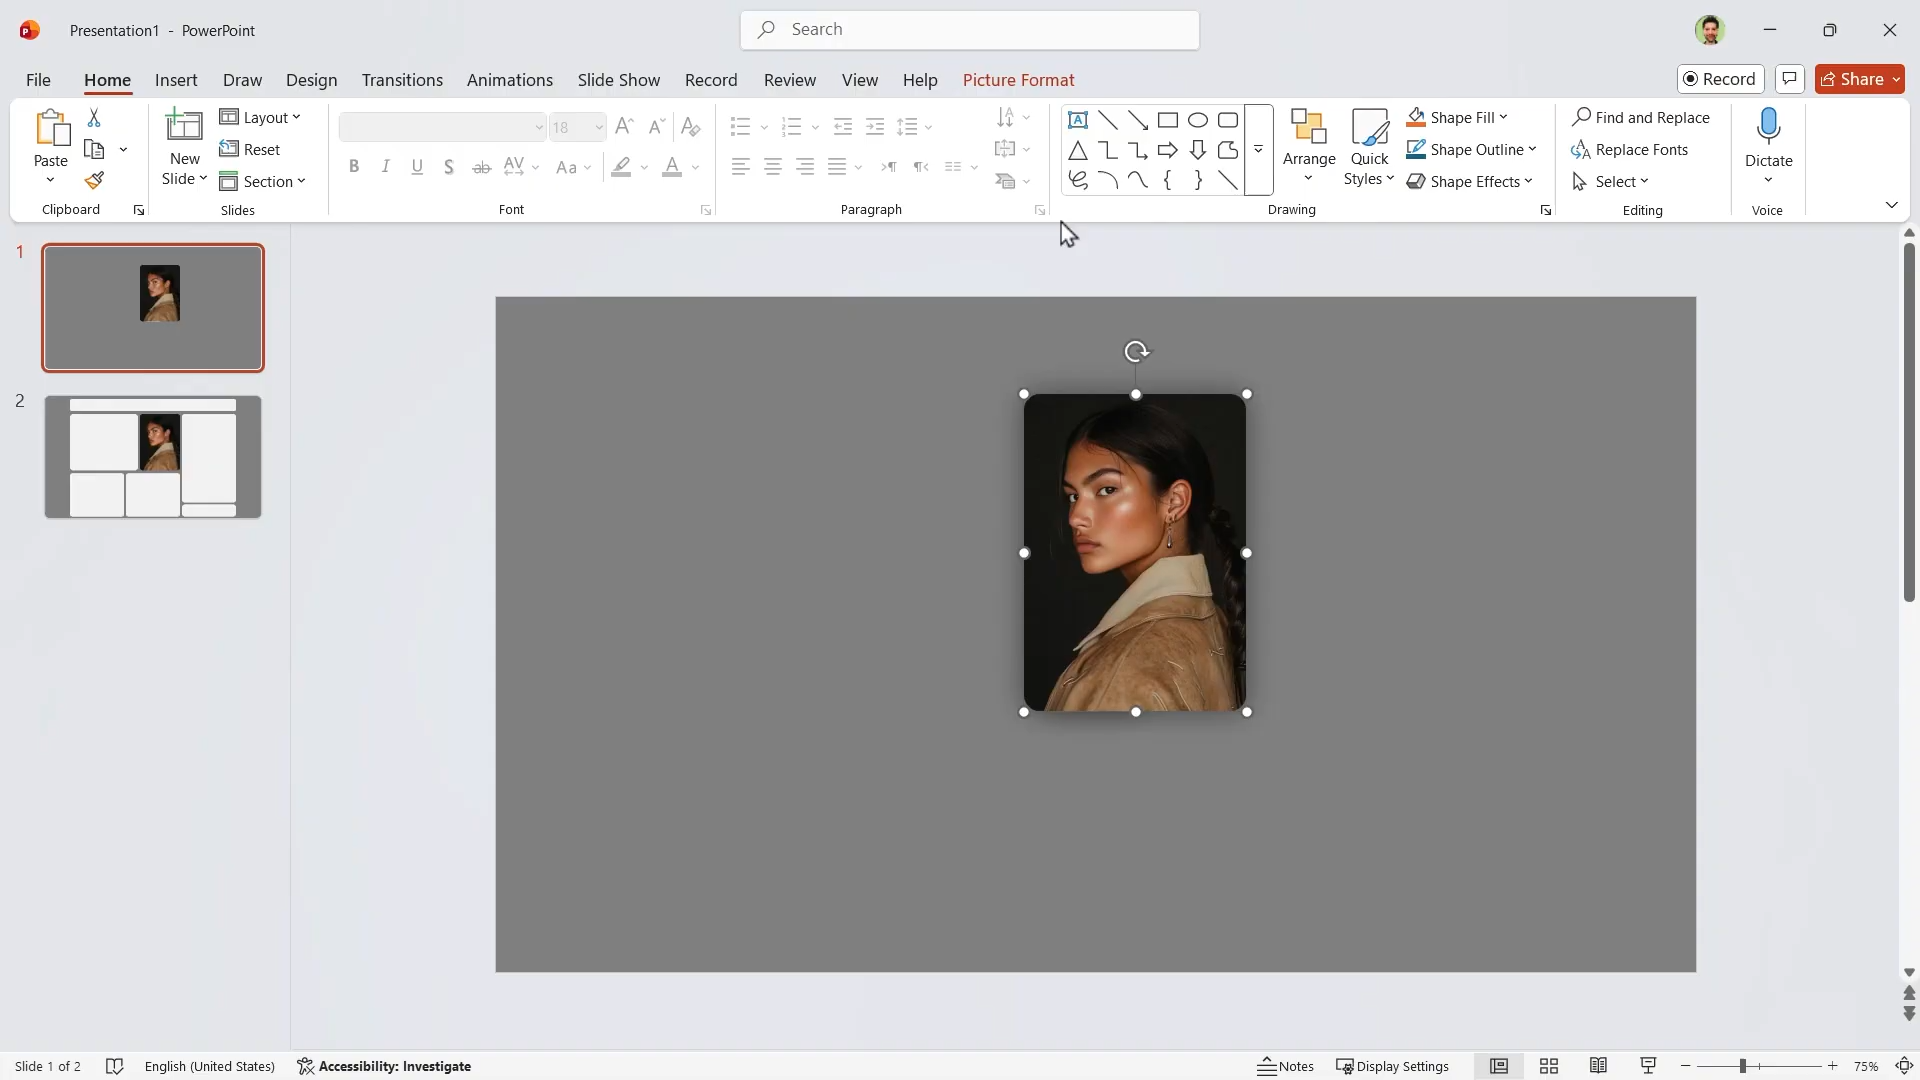 Presentation1 - PowerPoint
Search
File Home Insert Draw Design Transitions Animations Slide Show Record Review View Help Picture Format
Record Share
Paste
New
Slide
Layout
Reset
Section
18
B I U S ab AV Aa A
Arrange
Quick
Styles
Shape Fill
Shape Outline
Shape Effects
Find and Replace
Replace Fonts
Select
Dictate
Clipboard Slides Font Paragraph Drawing Editing Voice
1
2
Slide 1 of 2 English (United States) Accessibility: Investigate Notes Display Settings 75%